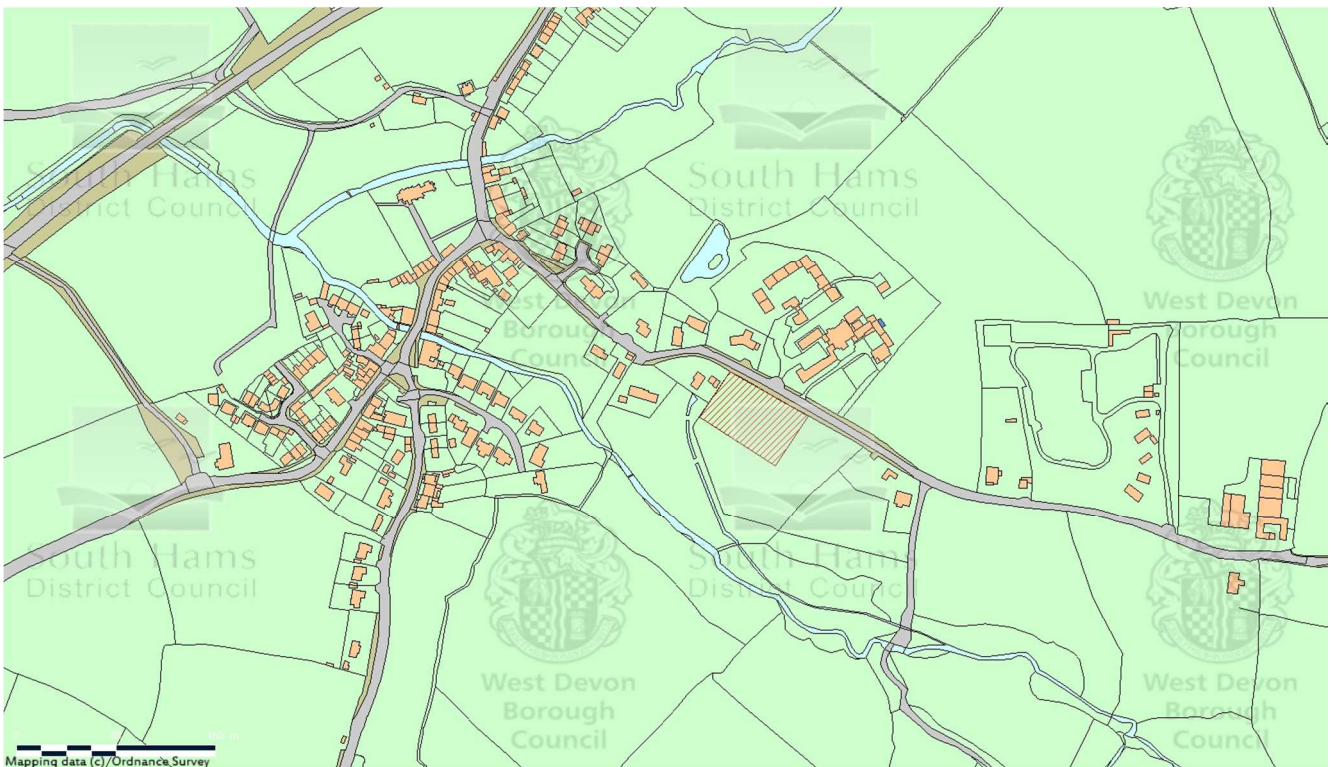 South Hams
District Council
South Hams
District Council
West Devon
Borough
Council
West Devon
Borough
Council
South Hams
District Council
South Hams
District Council
West Devon
Borough
Council
West Devon
Borough
Council
Mapping data (c)/Ordnance Survey